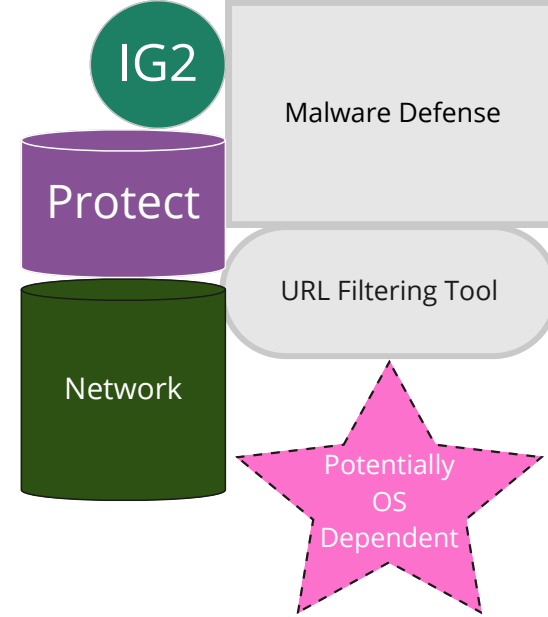 IG2
Malware Defense
Protect
URL Filtering Tool
Network
Potentially
OS
Dependent